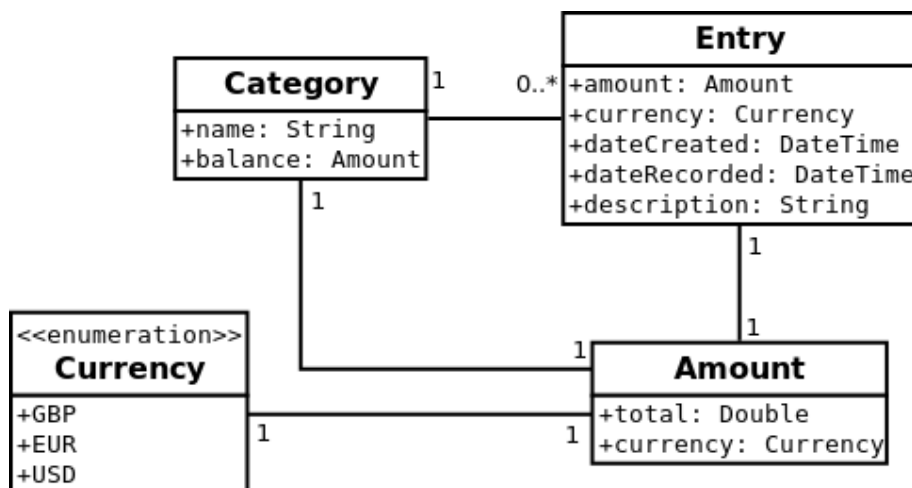 Category
+name: String
+balance: Amount
1
0..*
Entry
+amount: Amount
+currency: Currency
+dateCreated: DateTime
+dateRecorded: DateTime
+description: String
1
1
1
1
<<enumeration>>
Currency
+GBP
+EUR
+USD
1
1
Amount
+total: Double
+currency: Currency